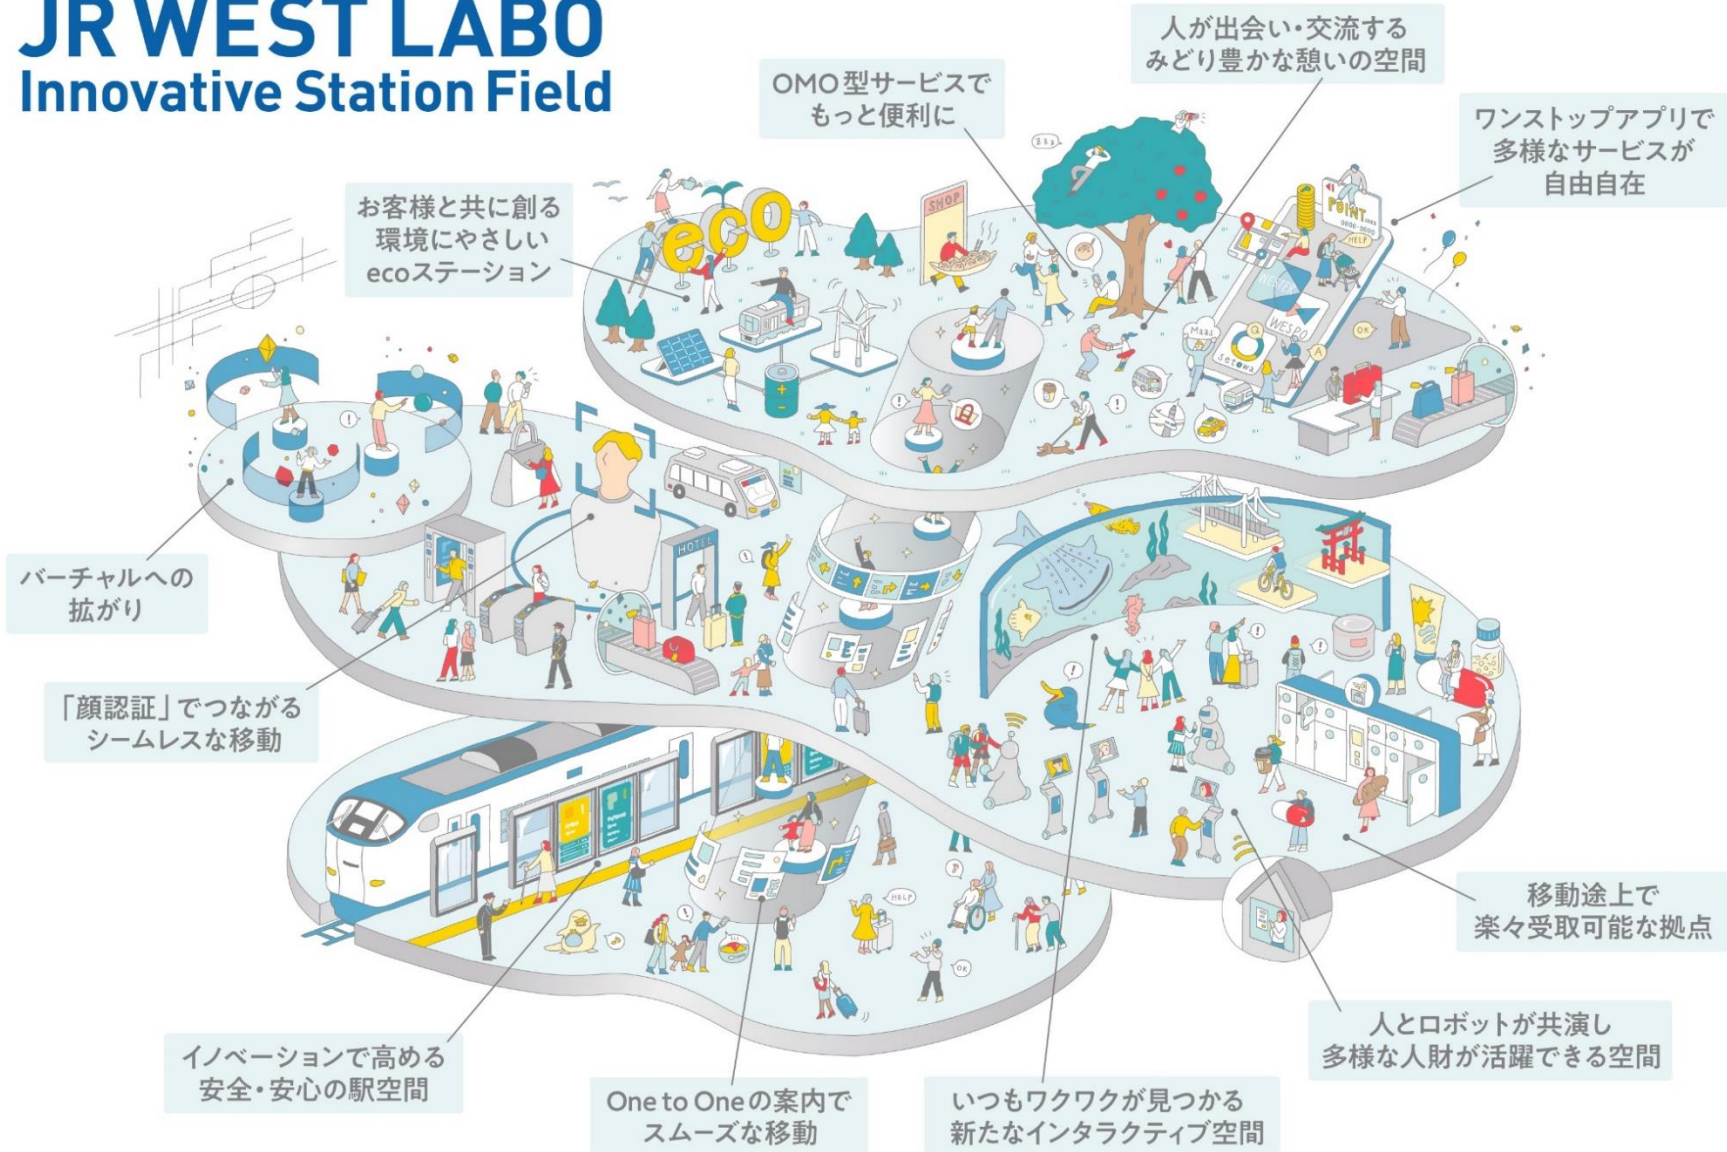 JR WEST LABO
Innovative Station Field
人が出会い・交流する
みどり豊かな憩いの空間
OMO型サービスで
もっと便利に
ワンストップアプリで
多様なサービスが
自由自在
お客様と共に創る
環境にやさしい
ecoステーション
eco
SHOP
POINT
0000-0000
HELP
WESTER
WESPO
MaaS
setowa
Q
A
OK
!
!
!
HOTEL
!
!
!
!
バーチャルへの
拡がり
「顔認証」でつながる
シームレスな移動
HELP
!
OK
移動途上で
楽々受取可能な拠点
人とロボットが共演し
多様な人財が活躍できる空間
イノベーションで高める
安全・安心の駅空間
One to Oneの案内で
スムーズな移動
いつもワクワクが見つかる
新たなインタラクティブ空間